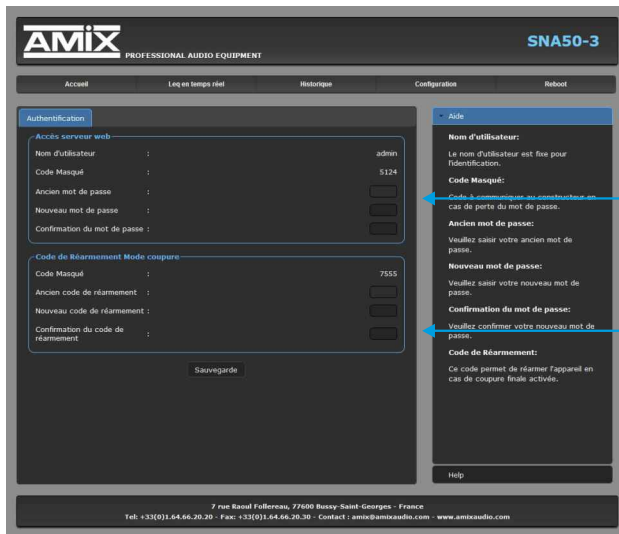 AMIX
PROFESSIONAL AUDIO EQUIPMENT
SNA50-3
Accueil
Leq en temps réel
Historique
Configuration
Reboot
Authentification
Accès serveur web
Nom d'utilisateur : admin
Code Masqué : 5124
Ancien mot de passe :
Nouveau mot de passe :
Confirmation du mot de passe :
Code de Réarmement Mode coupure
Code Masqué : 7555
Ancien code de réarmement :
Nouveau code de réarmement :
Confirmation du code de
réarmement :
Sauvegarde
Aide
Nom d'utilisateur:
Le nom d'utilisateur est fixe pour
l'identification.
Code Masqué:
Code à communiquer au constructeur en
cas de perte du mot de passe.
Ancien mot de passe:
Veuillez saisir votre ancien mot de
passe.
Nouveau mot de passe:
Veuillez saisir votre nouveau mot de
passe.
Confirmation du mot de passe:
Veuillez confirmer votre nouveau mot de
passe.
Code de Réarmement:
Ce code permet de réarmer l'appareil en
cas de coupure finale activée.
Help
7 rue Raoul Follereau, 77600 Bussy-Saint-Georges - France
Tel: +33(0)1.64.66.20.20 - Fax: +33(0)1.64.66.20.30 - Contact : amix@amixaudio.com - www.amixaudio.com